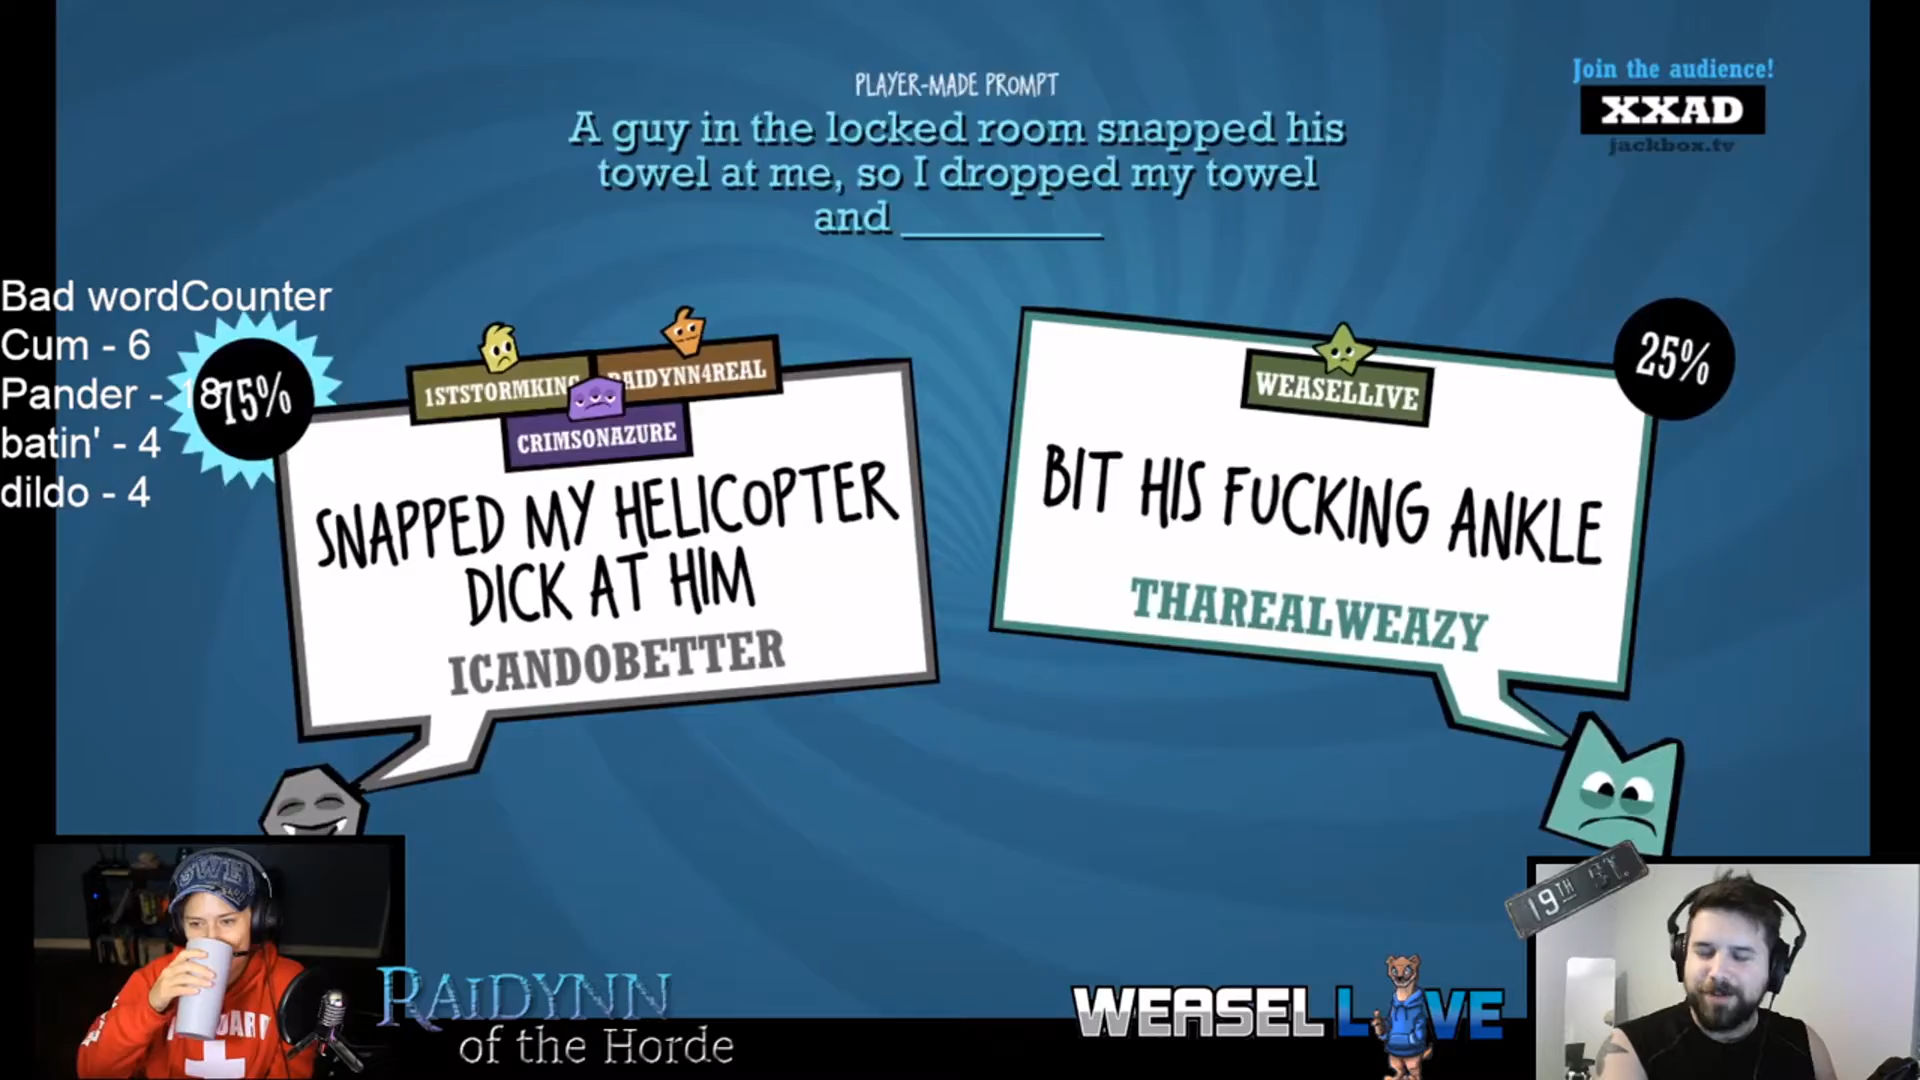 PLAYER-MADE PROMPT
A guy in the locked room snapped his
towel at me, so I dropped my towel
and
Join the audience!
XXAD
jackbox.tv
Bad wordCounter
Cum - 6
Pander - 18
batin' - 4
dildo - 4
75%
1STSTORMKING
RAIDYNN4REAL
CRIMSONAZURE
SNAPPED MY HELICOPTER
DICK AT HIM
ICANDOBETTER
25%
WEASELLIVE
BIT HIS FUCKING ANKLE
THAREALWEAZY
RAIDYNN
of the Horde
WEASEL LIVE
19TH